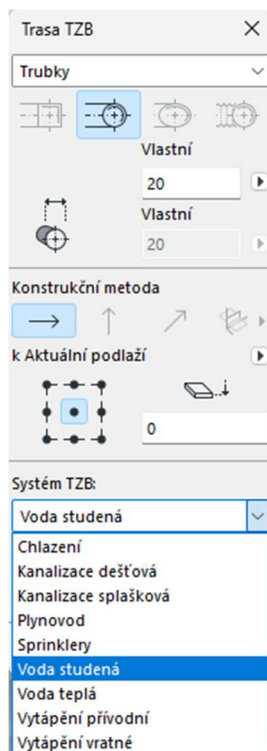 Trasa TZB
Trubky
Vlastní
20
Vlastní
20
Konstrukční metoda
k Aktuální podlaží
0
Systém TZB:
Voda studená
Chlazení
Kanalizace dešťová
Kanalizace splašková
Plynovod
Sprinklery
Voda studená
Voda teplá
Vytápění přívodní
Vytápění vratné